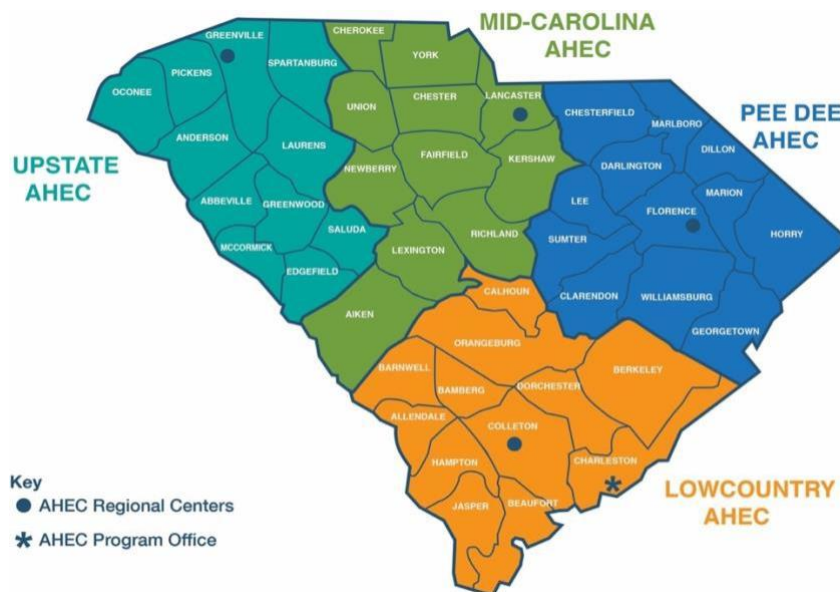 MID-CAROLINA
AHEC
GREENVILLE
CHEROKEE
YORK
SPARTANBURG
PICKENS
OCONEE
UNION
CHESTER
LANCASTER
CHESTERFIELD
MARLBORO
PEE DEE
AHEC
ANDERSON
LAURENS
DILLON
DARLINGTON
FAIRFIELD
KERSHAW
NEWBERRY
UPSTATE
AHEC
ABBEVILLE
GREENWOOD
LEE
MARION
FLORENCE
SALUDA
RICHLAND
SUMTER
HORRY
MCCORMICK
LEXINGTON
EDGEFIELD
CALHOUN
CLARENDON
WILLIAMSBURG
AIKEN
GEORGETOWN
ORANGEBURG
BARNWELL
BERKELEY
BAMBERG
DORCHESTER
ALLENDALE
COLLETON
HAMPTON
CHARLESTON
Key
AHEC Regional Centers
AHEC Program Office
JASPER
BEAUFORT
LOWCOUNTRY
AHEC